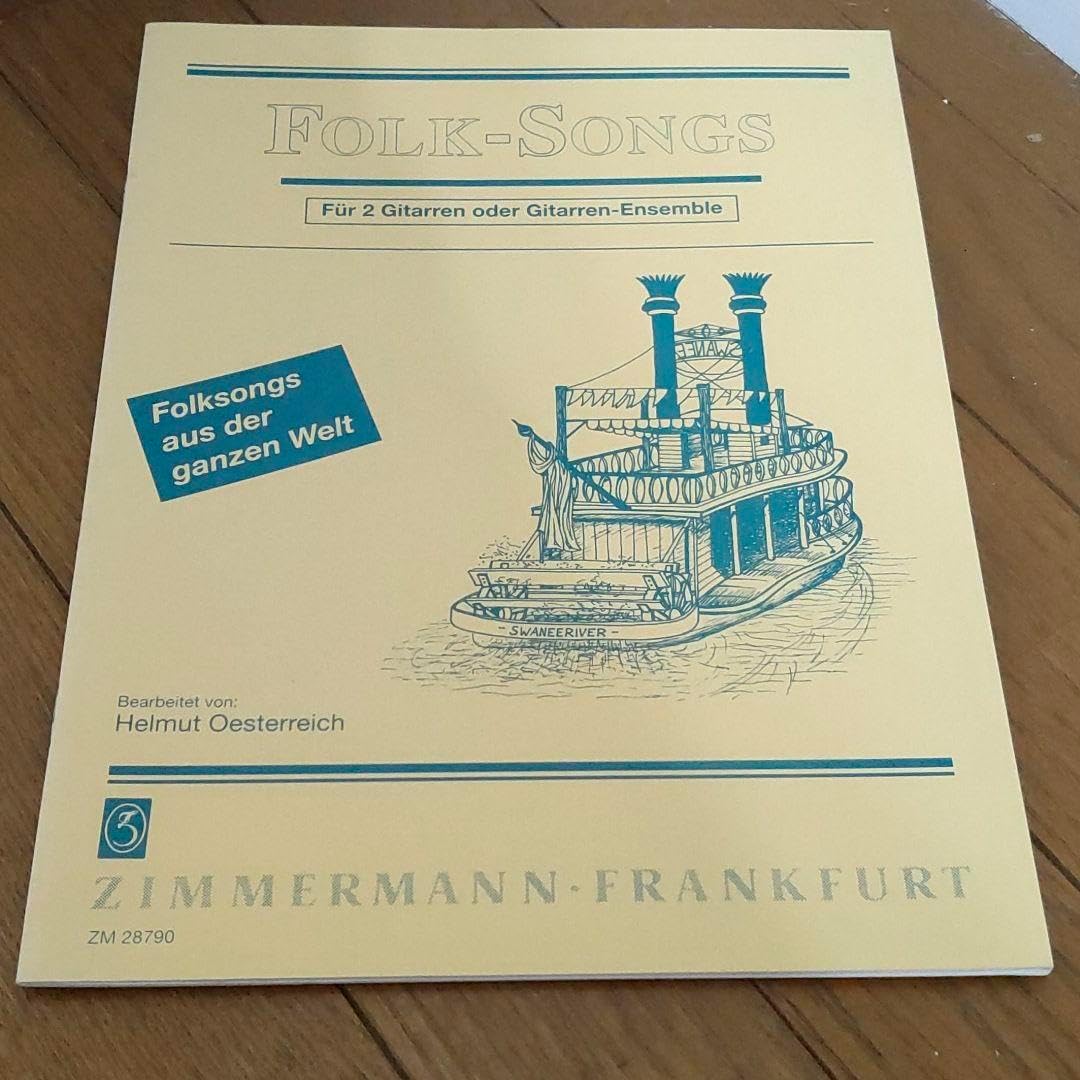 FOLK-SONGS
Für 2 Gitarren oder Gitarren-Ensemble
Folksongs
aus der
ganzen Welt
SWANEE
- SWANEERIVER -
Bearbeitet von:
Helmut Oesterreich
Z
ZIMMERMANN · FRANKFURT
ZM 28790